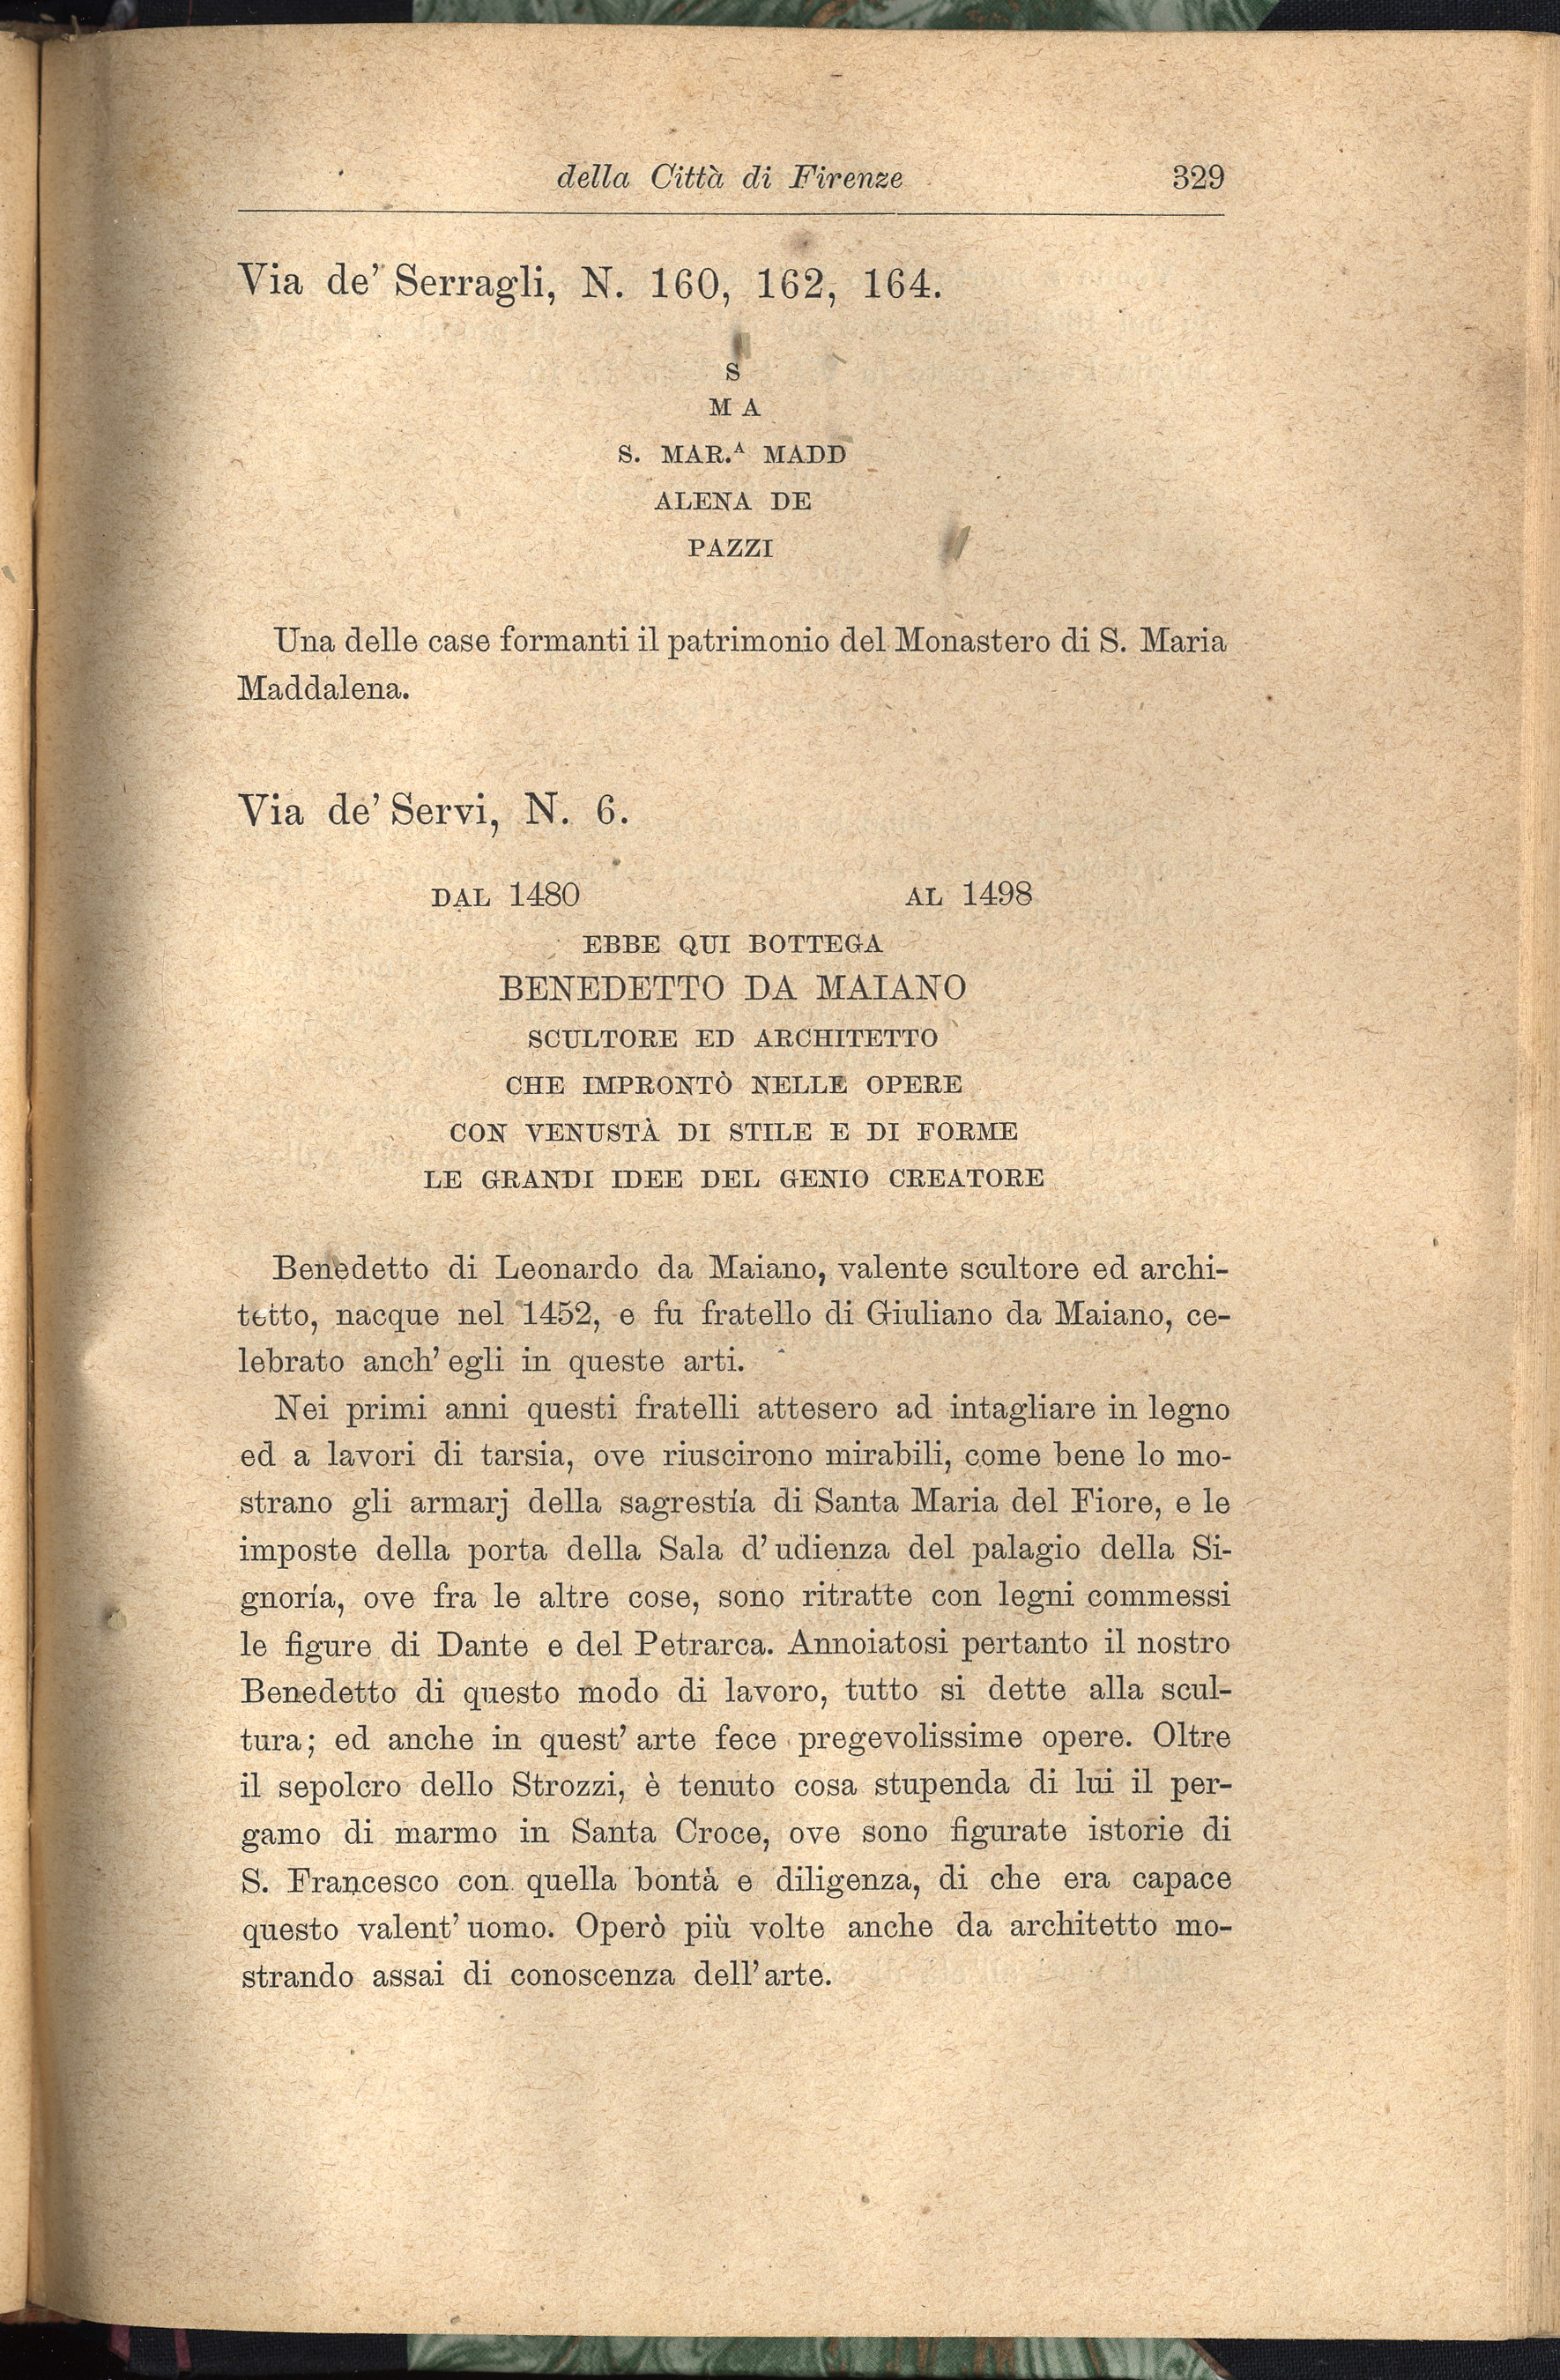 della Città di Firenze 329
Via de' Serragli, N. 160, 162, 164.
S
M A
S. MAR.ᴬ MADD
ALENA DE
PAZZI
Una delle case formanti il patrimonio del Monastero di S. Maria
Maddalena.
Via de' Servi, N. 6.
DAL 1480 AL 1498
EBBE QUI BOTTEGA
BENEDETTO DA MAIANO
SCULTORE ED ARCHITETTO
CHE IMPRONTÒ NELLE OPERE
CON VENUSTÀ DI STILE E DI FORME
LE GRANDI IDEE DEL GENIO CREATORE
Benedetto di Leonardo da Maiano, valente scultore ed archi-
tetto, nacque nel 1452, e fu fratello di Giuliano da Maiano, ce-
lebrato anch' egli in queste arti.
Nei primi anni questi fratelli attesero ad intagliare in legno
ed a lavori di tarsia, ove riuscirono mirabili, come bene lo mo-
strano gli armarj della sagrestía di Santa Maria del Fiore, e le
imposte della porta della Sala d' udienza del palagio della Si-
gnoría, ove fra le altre cose, sono ritratte con legni commessi
le figure di Dante e del Petrarca. Annoiatosi pertanto il nostro
Benedetto di questo modo di lavoro, tutto si dette alla scul-
tura; ed anche in quest' arte fece pregevolissime opere. Oltre
il sepolcro dello Strozzi, è tenuto cosa stupenda di lui il per-
gamo di marmo in Santa Croce, ove sono figurate istorie di
S. Francesco con quella bontà e diligenza, di che era capace
questo valent' uomo. Operò più volte anche da architetto mo-
strando assai di conoscenza dell' arte.